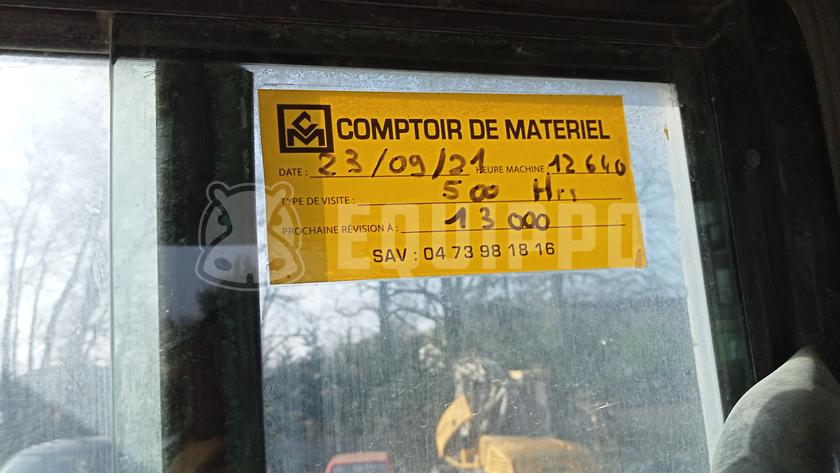 CM COMPTOIR DE MATERIEL
DATE : 23/09/21 HEURE MACHINE 12640
TYPE DE VISITE : 500 Hrs
PROCHAINE RÉVISION À : 13000
SAV : 04 73 98 18 16
EQUIPPO